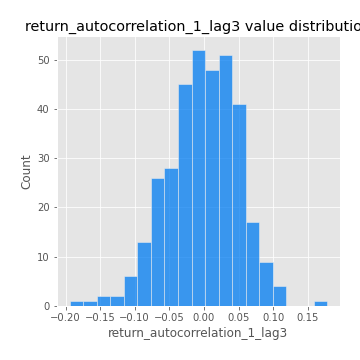 return_autocorrelation_1_lag3 value distributio
50
40
30
20
10
0
Count
−0.20 −0.15 −0.10 −0.05 0.00 0.05 0.10 0.15
return_autocorrelation_1_lag3